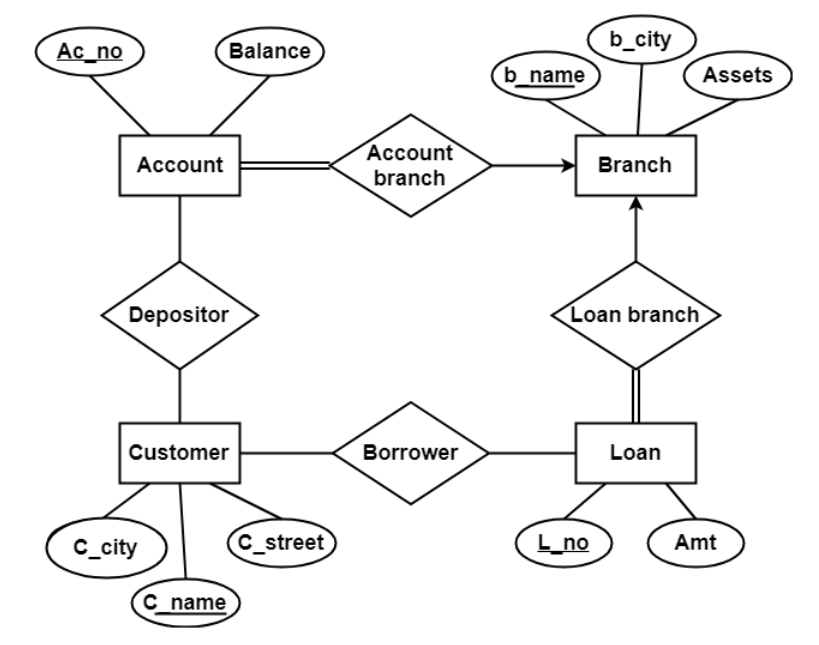 b_city
Ac_no
Balance
b_name
Assets
Account
Account
branch
Branch
Depositor
Loan branch
Customer
Borrower
Loan
C_city
C_street
L_no
Amt
C_name